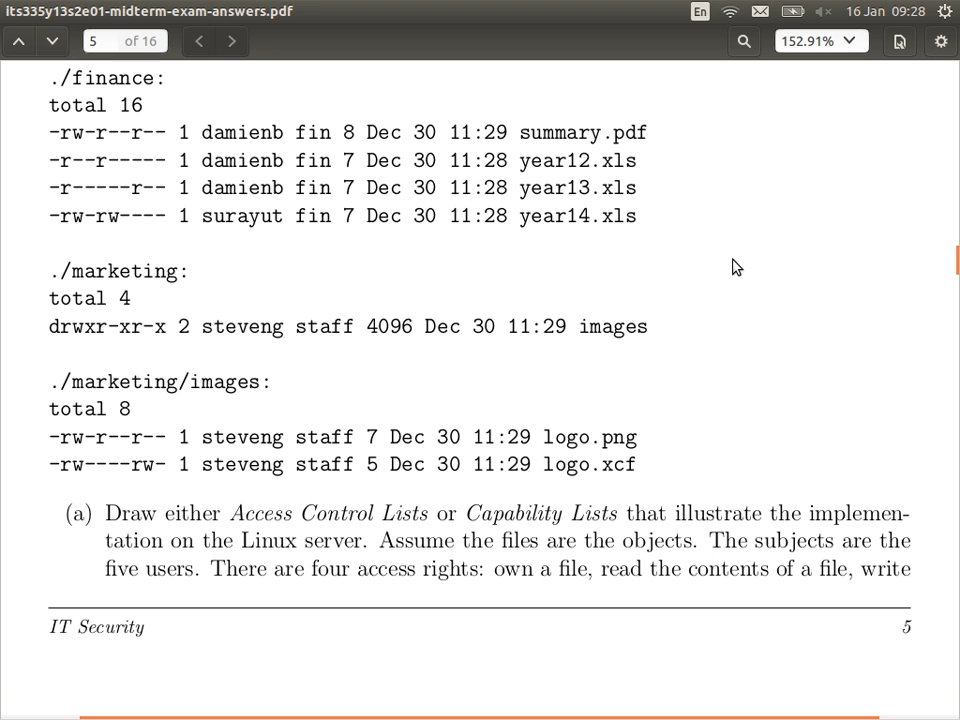 its335y13s2e01-midterm-exam-answers.pdf
En
16 Jan 09:28
5 of 16
152.91%
./finance:
total 16
-rw-r--r-- 1 damienb fin 8 Dec 30 11:29 summary.pdf
-r--r----- 1 damienb fin 7 Dec 30 11:28 year12.xls
-r-----r-- 1 damienb fin 7 Dec 30 11:28 year13.xls
-rw-rw---- 1 surayut fin 7 Dec 30 11:28 year14.xls
./marketing:
total 4
drwxr-xr-x 2 steveng staff 4096 Dec 30 11:29 images
./marketing/images:
total 8
-rw-r--r-- 1 steveng staff 7 Dec 30 11:29 logo.png
-rw----rw- 1 steveng staff 5 Dec 30 11:29 logo.xcf
(a) Draw either Access Control Lists or Capability Lists that illustrate the implemen-
tation on the Linux server. Assume the files are the objects. The subjects are the
five users. There are four access rights: own a file, read the contents of a file, write
IT Security 5